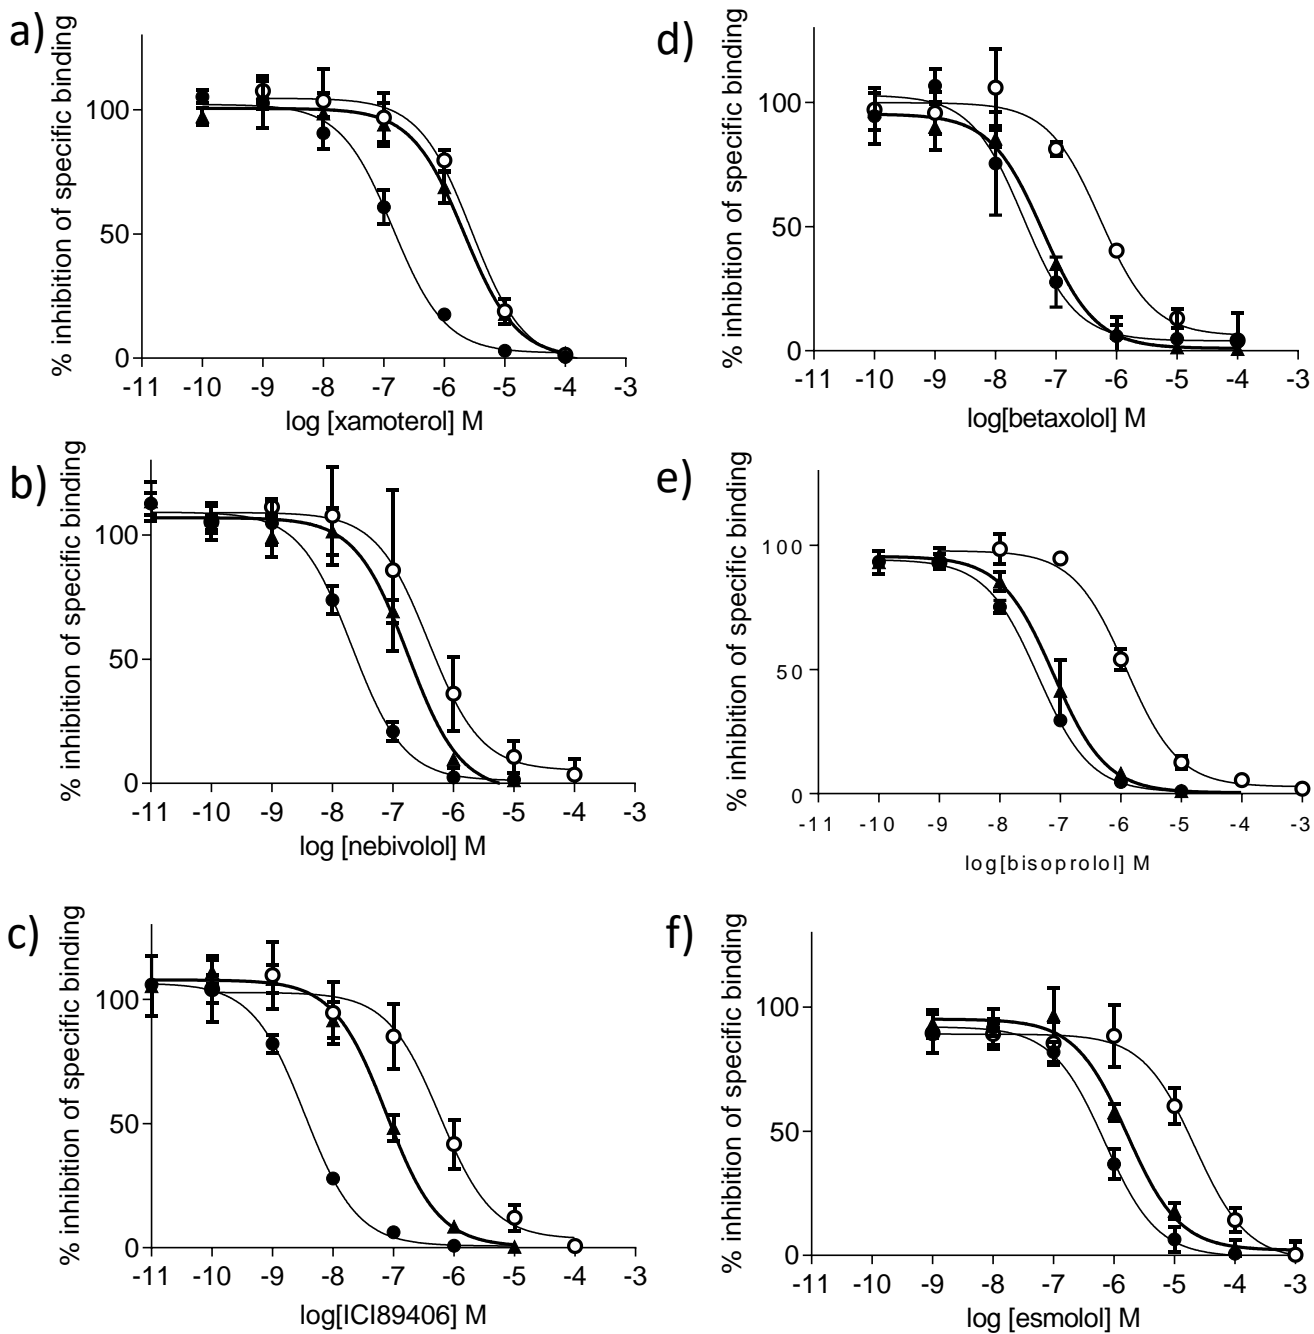 a)
% inhibition of specific binding
100
50
0
-11 -10 -9 -8 -7 -6 -5 -4 -3
log [xamoterol] M
d)
% inhibition of specific binding
100
50
0
-11 -10 -9 -8 -7 -6 -5 -4 -3
log[betaxolol] M
b)
% inhibition of specific binding
100
50
0
-11 -10 -9 -8 -7 -6 -5 -4 -3
log [nebivolol] M
e)
% inhibition of specific binding
100
50
0
-11 -10 -9 -8 -7 -6 -5 -4 -3
log[bisoprolol] M
c)
% inhibition of specific binding
100
50
0
-11 -10 -9 -8 -7 -6 -5 -4 -3
log[ICI89406] M
f)
% inhibition of specific binding
100
50
0
-11 -10 -9 -8 -7 -6 -5 -4 -3
log [esmolol] M